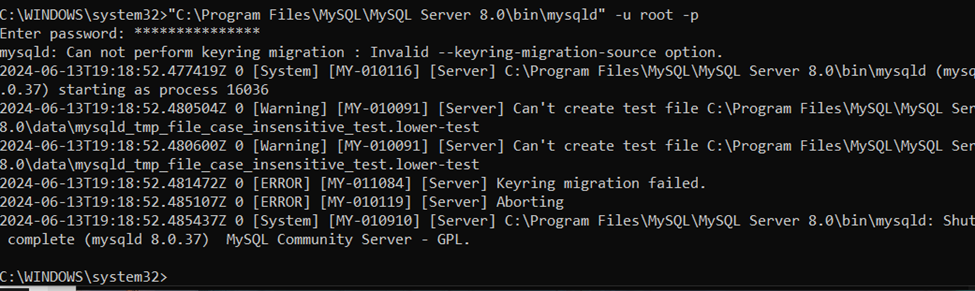 C:\WINDOWS\system32>"C:\Program Files\MySQL\MySQL Server 8.0\bin\mysqld" -u root -p
Enter password: ***************
mysqld: Can not perform keyring migration : Invalid --keyring-migration-source option.
2024-06-13T19:18:52.477419Z 0 [System] [MY-010116] [Server] C:\Program Files\MySQL\MySQL Server 8.0\bin\mysqld (mysq
.0.37) starting as process 16036
2024-06-13T19:18:52.480504Z 0 [Warning] [MY-010091] [Server] Can't create test file C:\Program Files\MySQL\MySQL Ser
8.0\data\mysqld_tmp_file_case_insensitive_test.lower-test
2024-06-13T19:18:52.480600Z 0 [Warning] [MY-010091] [Server] Can't create test file C:\Program Files\MySQL\MySQL Ser
8.0\data\mysqld_tmp_file_case_insensitive_test.lower-test
2024-06-13T19:18:52.481472Z 0 [ERROR] [MY-011084] [Server] Keyring migration failed.
2024-06-13T19:18:52.485107Z 0 [ERROR] [MY-010119] [Server] Aborting
2024-06-13T19:18:52.485437Z 0 [System] [MY-010910] [Server] C:\Program Files\MySQL\MySQL Server 8.0\bin\mysqld: Shut
complete (mysqld 8.0.37)  MySQL Community Server - GPL.
C:\WINDOWS\system32>